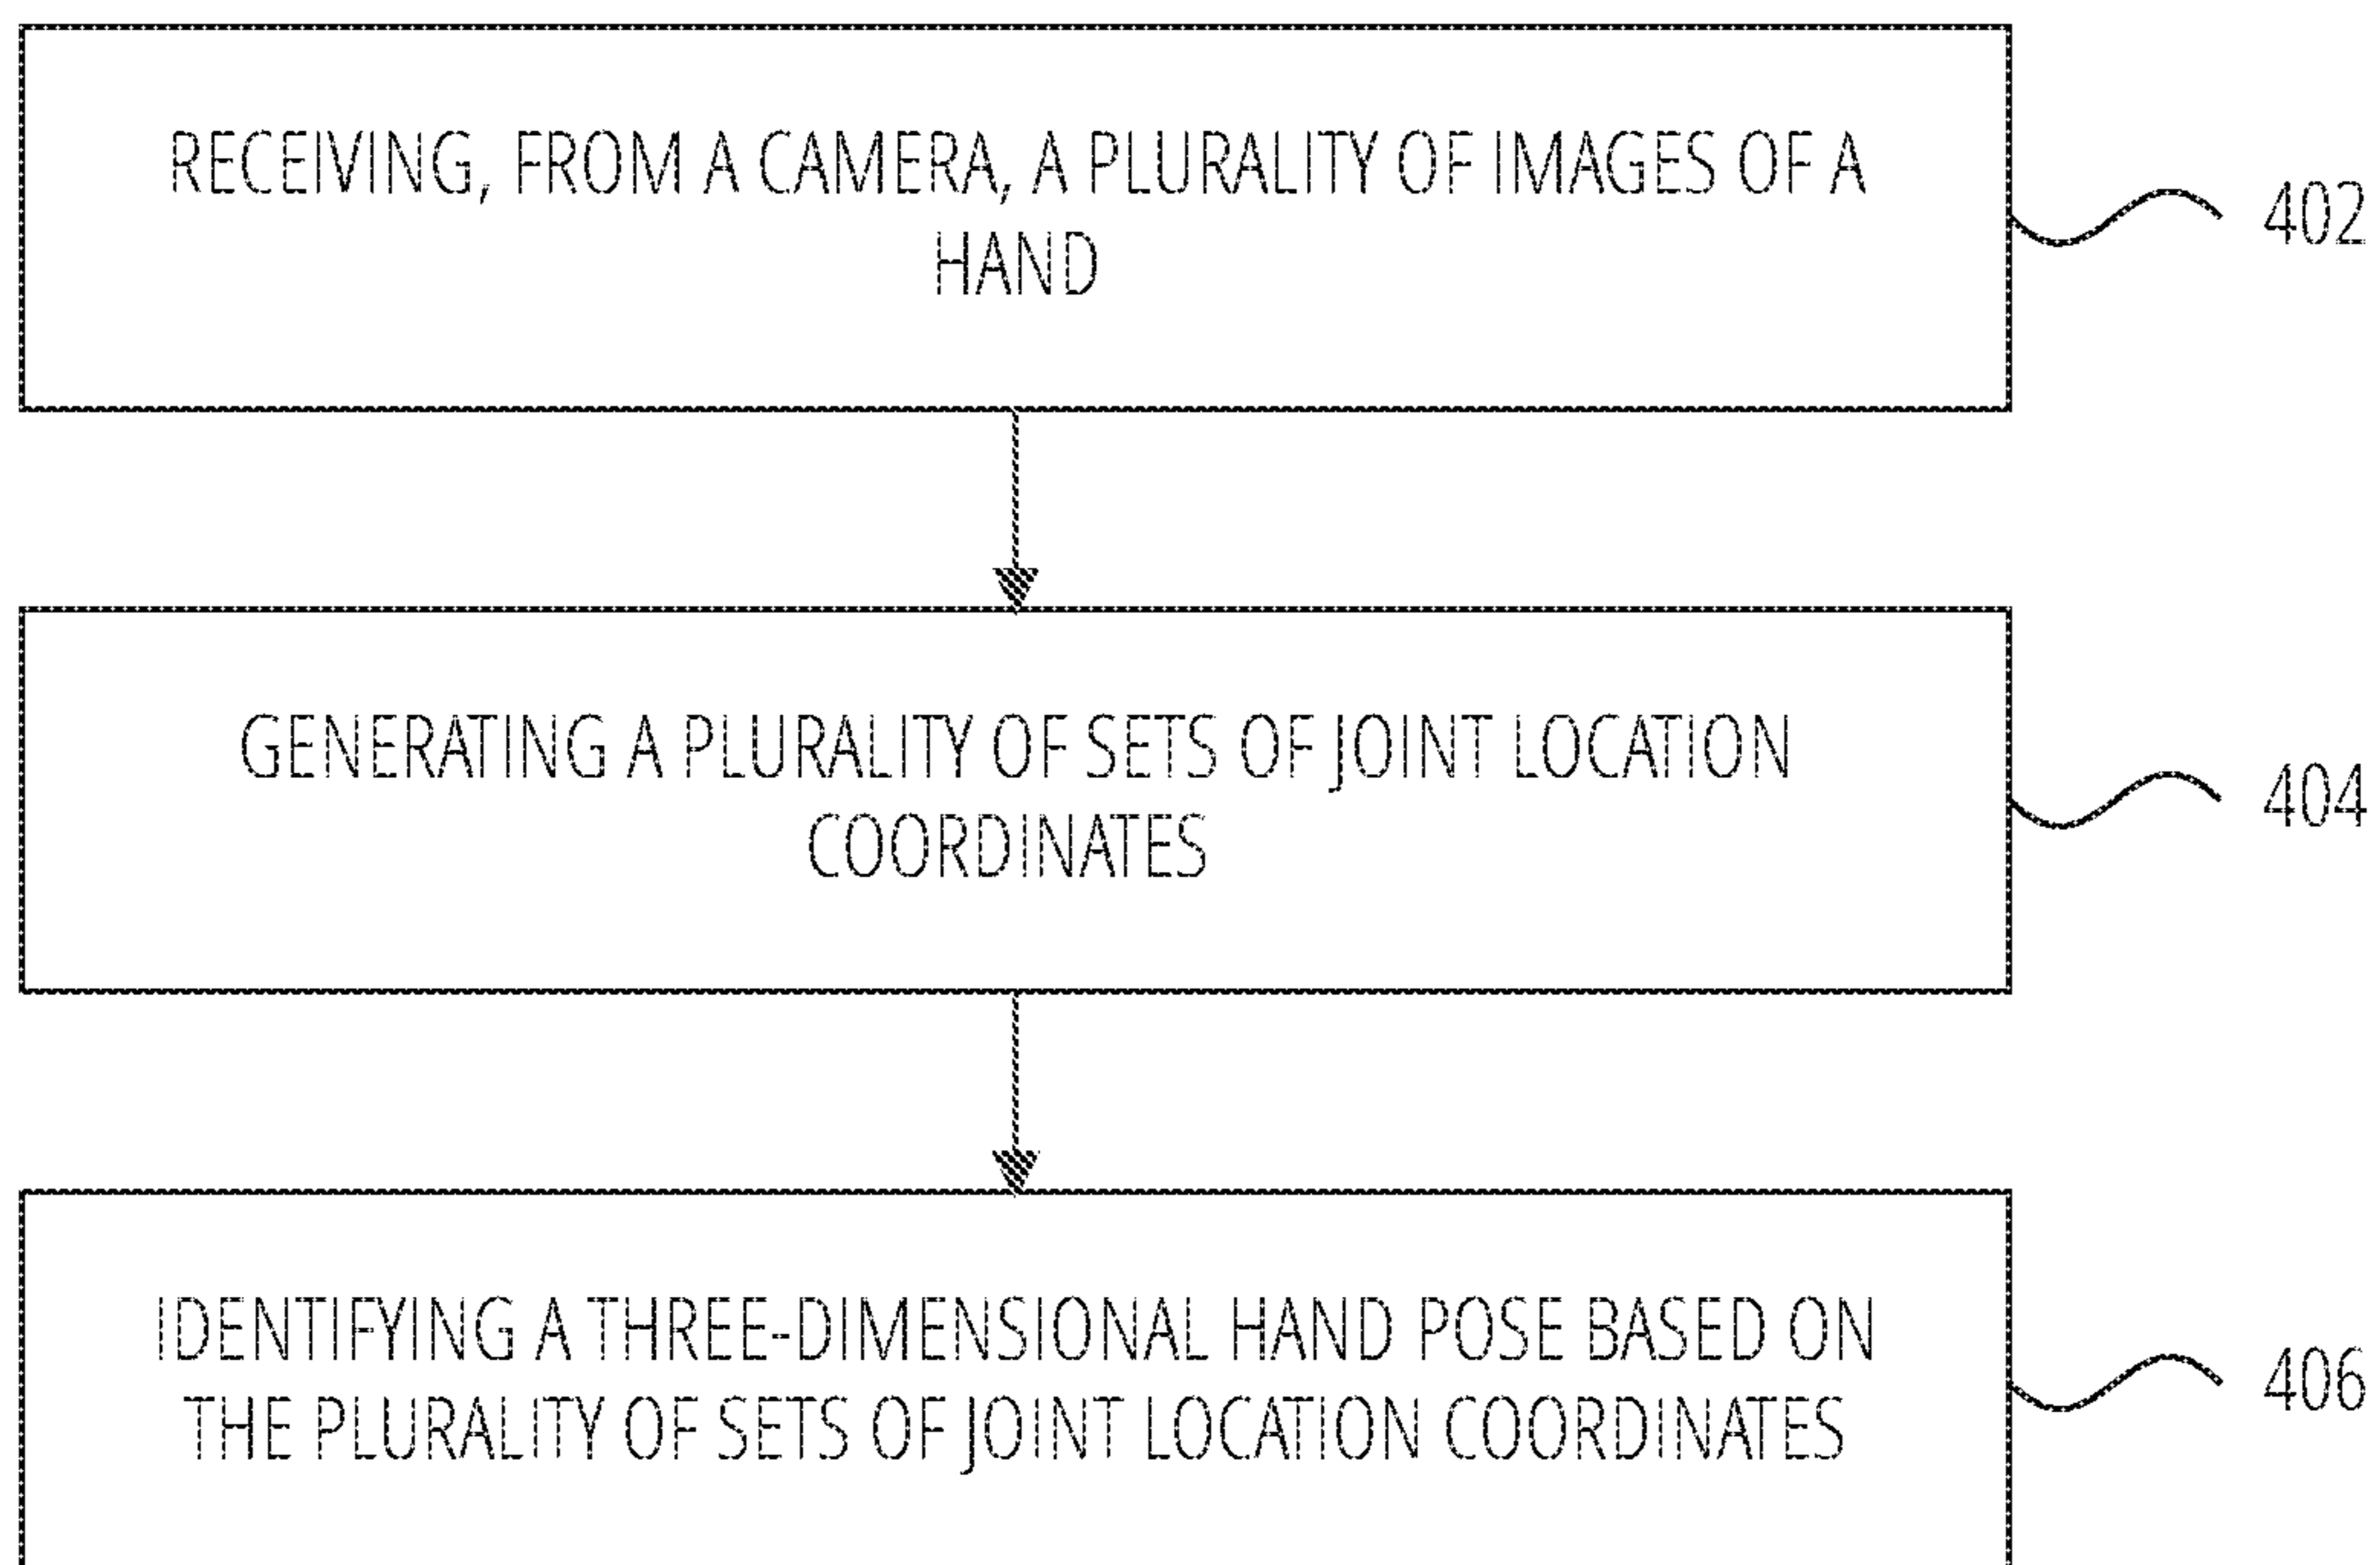 RECEIVING, FROM A CAMERA, A PLURALITY OF IMAGES OF A
HAND
402
GENERATING A PLURALITY OF SETS OF JOINT LOCATION
COORDINATES
404
IDENTIFYING A THREE-DIMENSIONAL HAND POSE BASED ON
THE PLURALITY OF SETS OF JOINT LOCATION COORDINATES
406